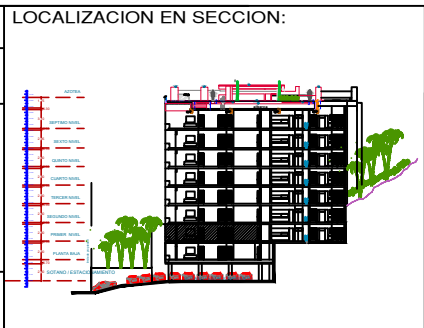 LOCALIZACION EN SECCION:
AZOTEA
SEPTIMO NIVEL
SEXTO NIVEL
QUINTO NIVEL
CUARTO NIVEL
TERCER NIVEL
SEGUNDO NIVEL
PRIMER NIVEL
PLANTA BAJA
SOTANO / ESTACIONAMIENTO